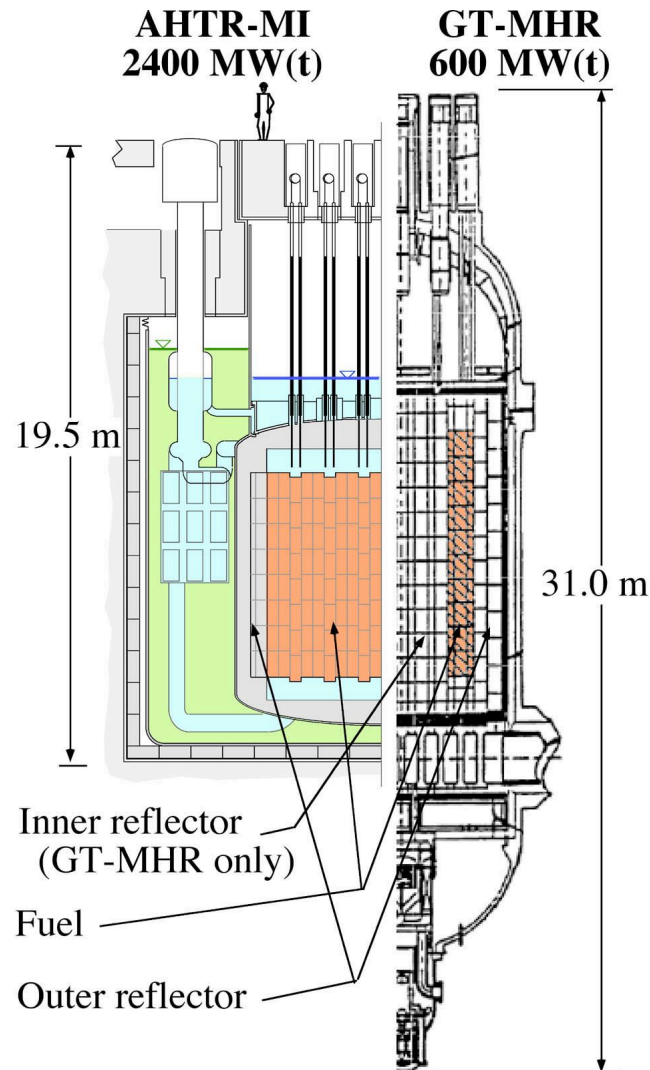 AHTR-MI
2400 MW(t)
GT-MHR
600 MW(t)
19.5 m
31.0 m
Inner reflector
(GT-MHR only)
Fuel
Outer reflector